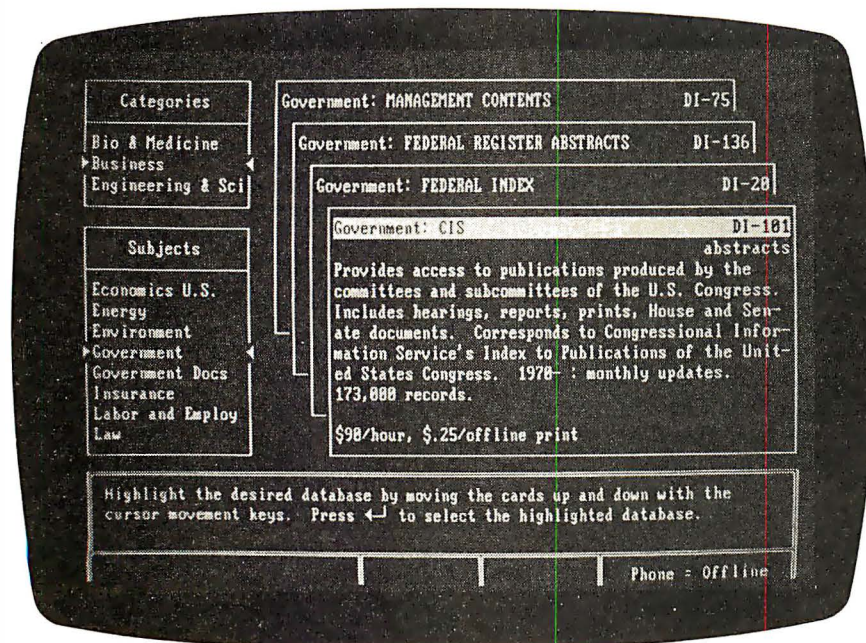 Categories
Bio & Medicine
Business
Engineering & Sci
Subjects
Economics U.S.
Energy
Environment
Government
Government Docs
Insurance
Labor and Employ
Law
Government: MANAGEMENT CONTENTS DI-75
Government: FEDERAL REGISTER ABSTRACTS DI-136
Government: FEDERAL INDEX DI-20
Government: CIS DI-101
abstracts
Provides access to publications produced by the
committees and subcommittees of the U.S. Congress.
Includes hearings, reports, prints, House and Sen-
ate documents. Corresponds to Congressional Infor-
mation Service's Index to Publications of the Unit-
ed States Congress. 1970- : monthly updates.
173,000 records.
$90/hour, $.25/offline print
Highlight the desired database by moving the cards up and down with the
cursor movement keys. Press ↵ to select the highlighted database.
Phone = Offline